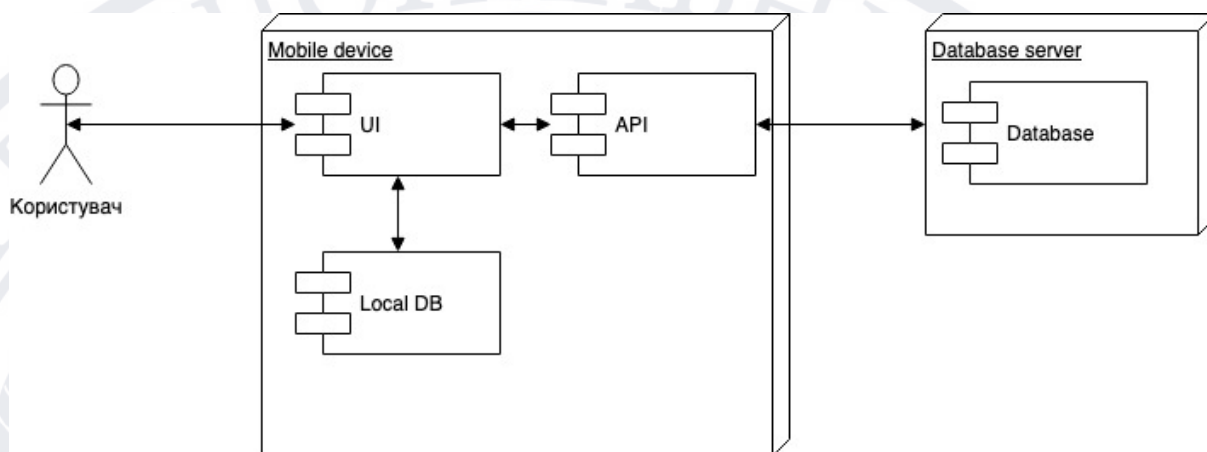 Mobile device
Database server
UI
API
Database
Користувач
Local DB